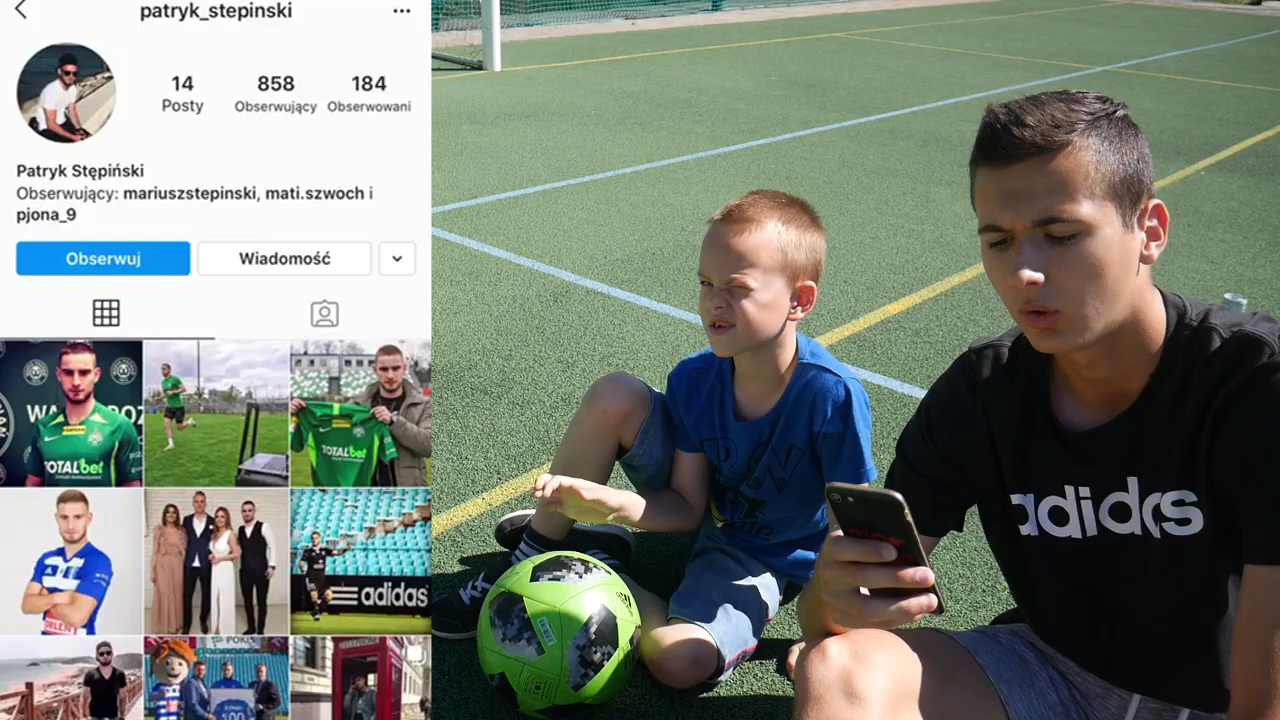 patryk_stepinski
14
858
184
Posty
Obserwujący
Obserwowani
Patryk Stępiński
Obserwujący: mariuszstepinski, mati.szwoch i
pjona_9
Obserwuj
Wiadomość
TOTALbet
TOTALbet
adidas
ORLEN
adidas